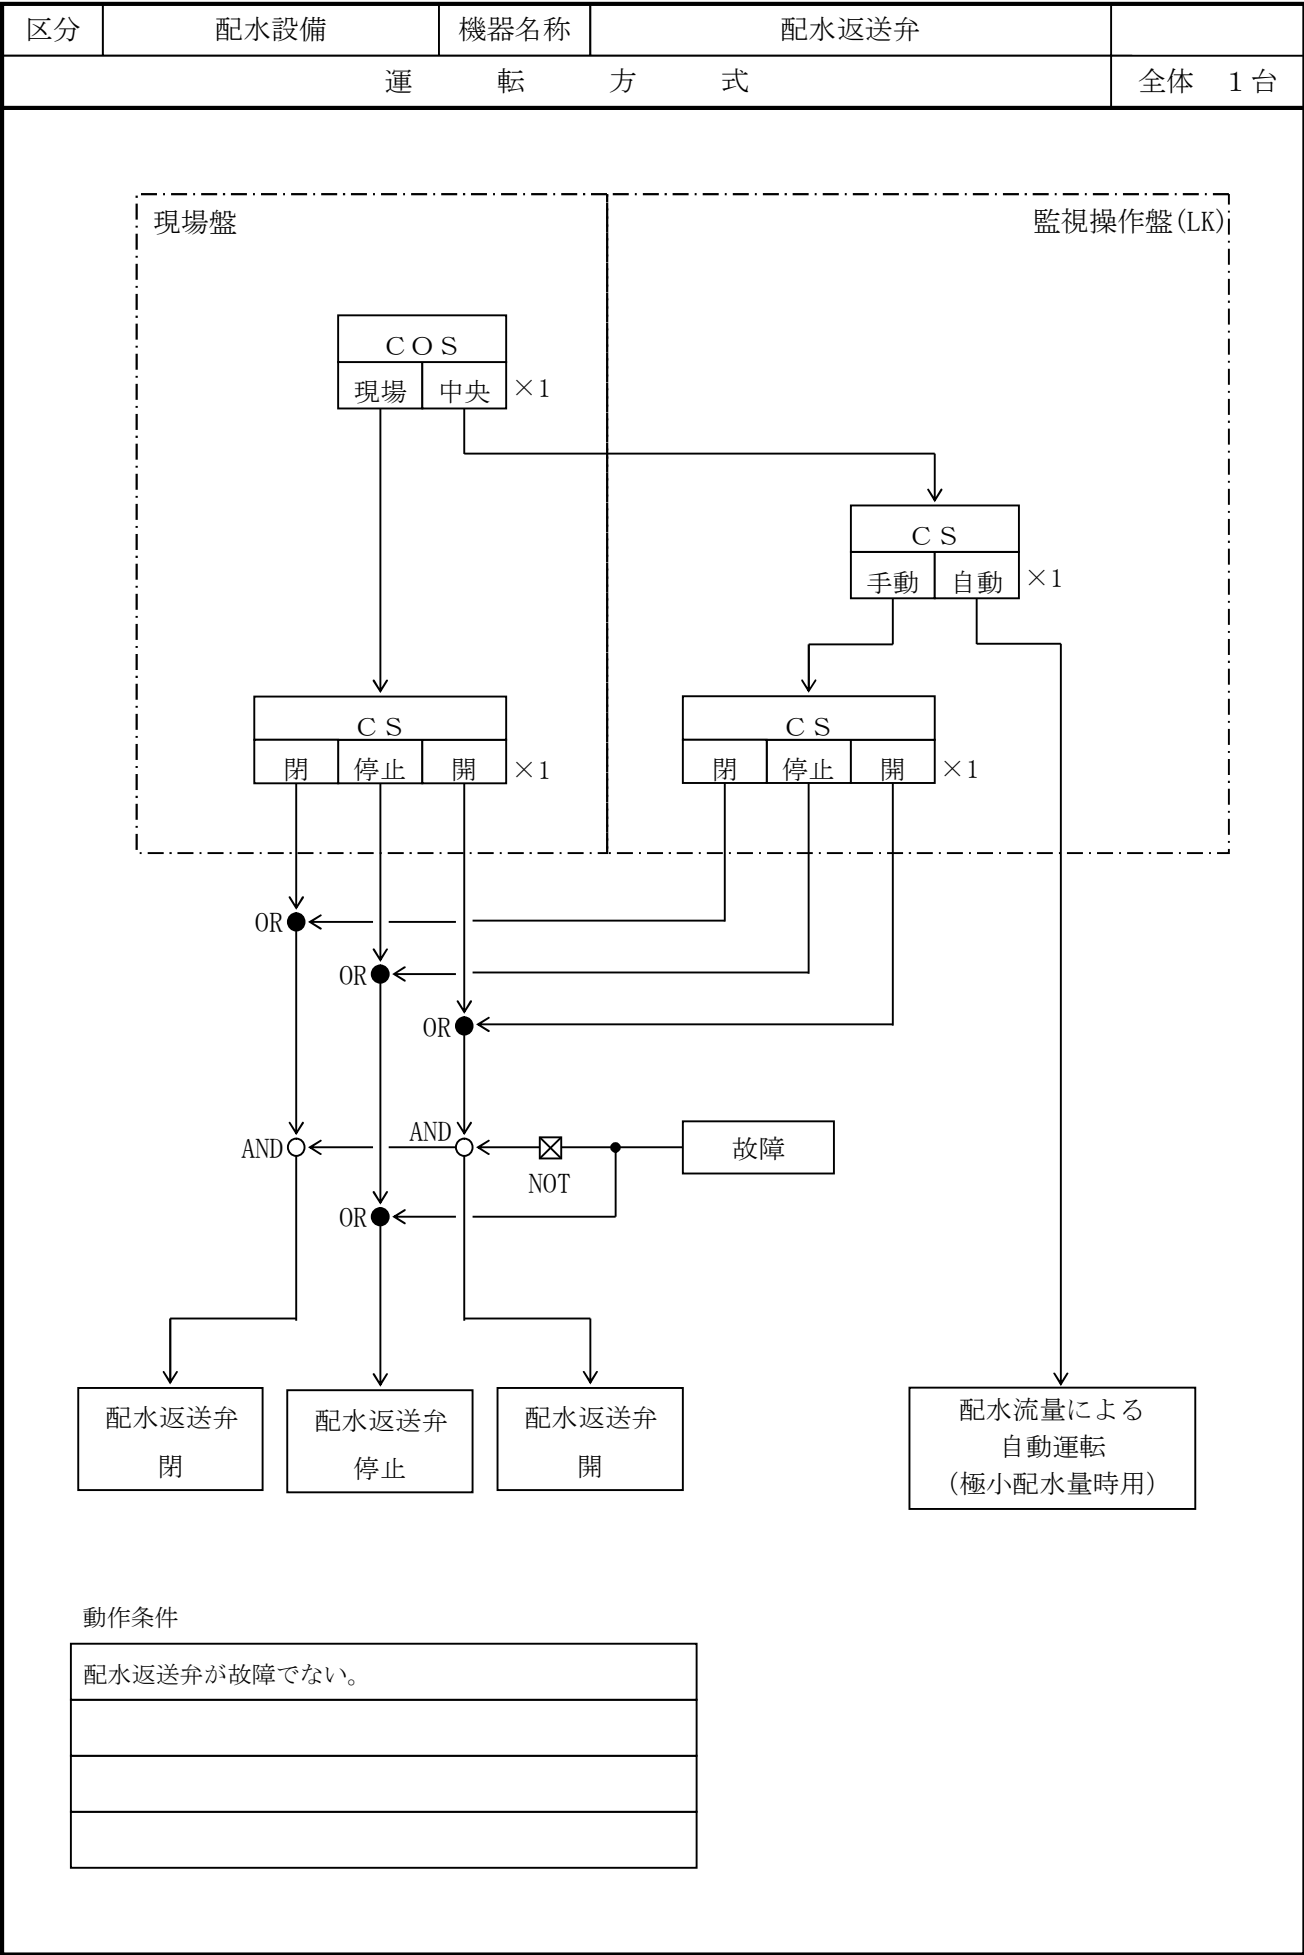 区分 配水設備 機器名称 配水返送弁
運 転 方 式 全体 1台
現場盤 監視操作盤(LK)
COS
現場 中央 ×1
CS
手動 自動 ×1
CS CS
閉 停止 開 ×1 閉 停止 開 ×1
OR
OR
OR
AND AND 故障
NOT
OR
配水返送弁 配水返送弁 配水返送弁 配水流量による
閉 停止 開 自動運転
(極小配水量時用)
動作条件
配水返送弁が故障でない。